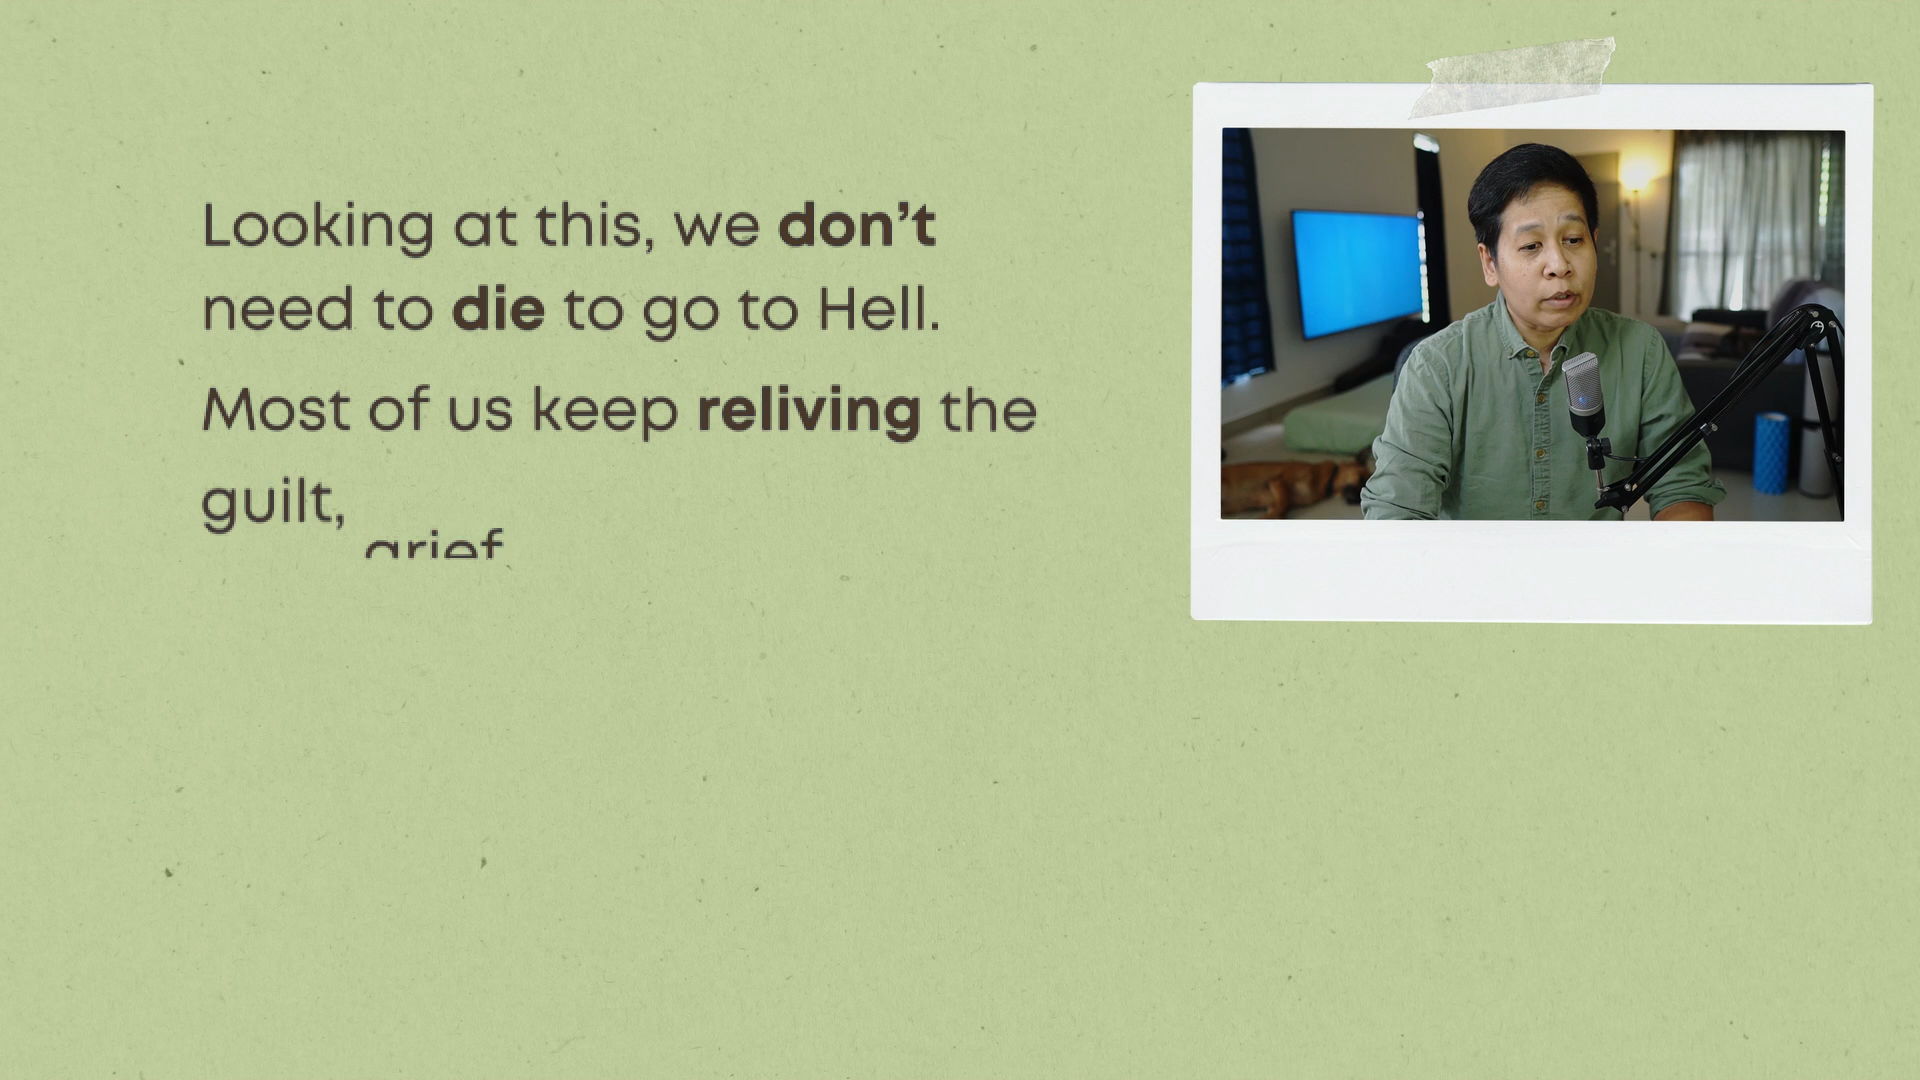 Looking at this, we don’t
need to die to go to Hell.
Most of us keep reliving the
guilt,
grief